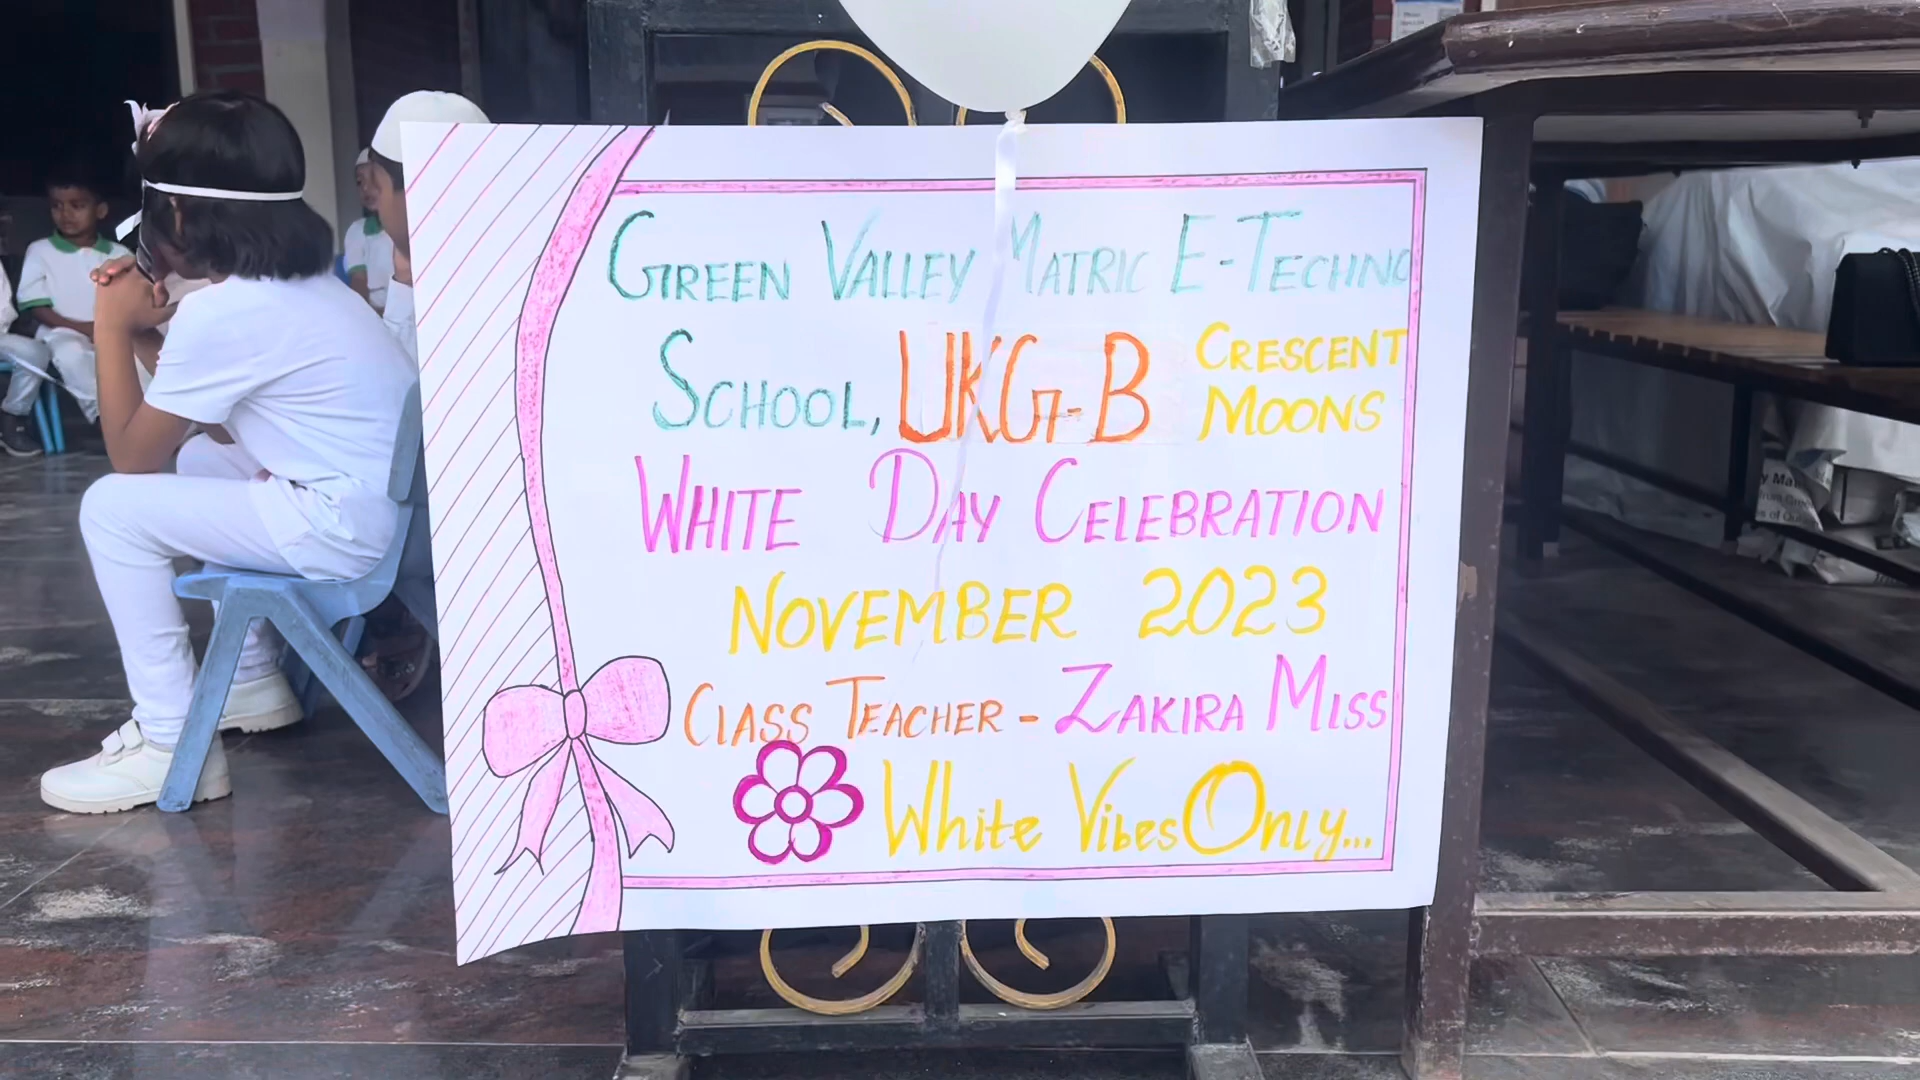 GREEN VALLEY MATRIC E-TECHNO
SCHOOL, UKG-B CRESCENT MOONS
WHITE DAY CELEBRATION
NOVEMBER 2023
CLASS TEACHER - ZAKIRA MISS
White Vibes Only...